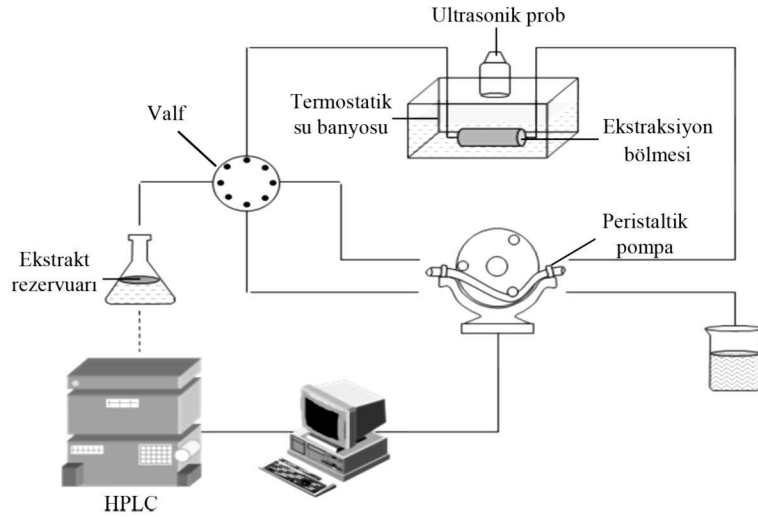 Ultrasonik prob
Termostatik
su banyosu
Valf
Ekstraksiyon
bölmesi
Peristaltik
pompa
Ekstrakt
rezervuarı
HPLC